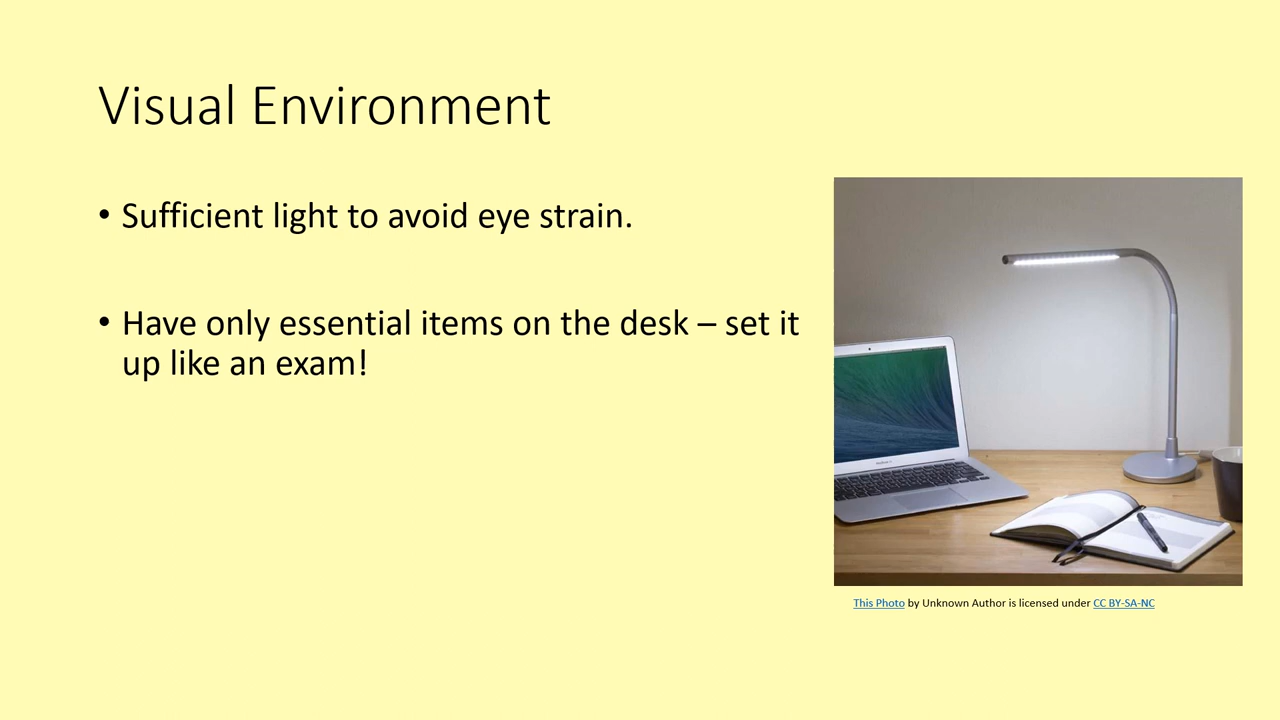 Visual Environment
• Sufficient light to avoid eye strain.
• Have only essential items on the desk – set it
up like an exam!
This Photo by Unknown Author is licensed under CC BY-SA-NC